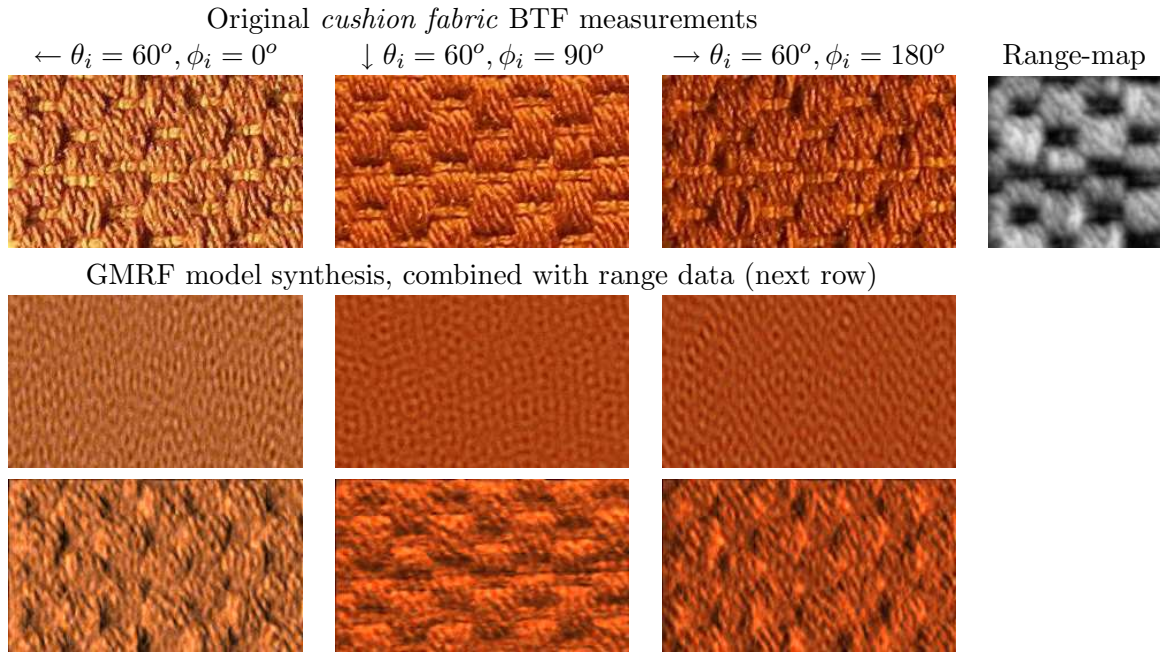 Original cushion fabric BTF measurements
← θᵢ = 60ᵒ, ϕᵢ = 0ᵒ ↓ θᵢ = 60ᵒ, ϕᵢ = 90ᵒ → θᵢ = 60ᵒ, ϕᵢ = 180ᵒ Range-map
GMRF model synthesis, combined with range data (next row)